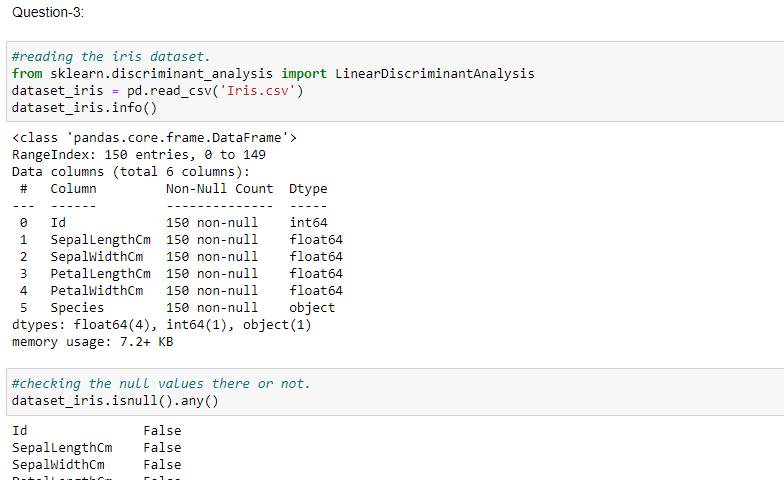 Question-3:
#reading the iris dataset.
from sklearn.discriminant_analysis import LinearDiscriminantAnalysis
dataset_iris = pd.read_csv('Iris.csv')
dataset_iris.info()
<class 'pandas.core.frame.DataFrame'>
RangeIndex: 150 entries, 0 to 149
Data columns (total 6 columns):
 #   Column         Non-Null Count  Dtype
---  ------         --------------  -----
 0   Id             150 non-null    int64
 1   SepalLengthCm  150 non-null    float64
 2   SepalWidthCm   150 non-null    float64
 3   PetalLengthCm  150 non-null    float64
 4   PetalWidthCm   150 non-null    float64
 5   Species        150 non-null    object
dtypes: float64(4), int64(1), object(1)
memory usage: 7.2+ KB
#checking the null values there or not.
dataset_iris.isnull().any()
Id               False
SepalLengthCm    False
SepalWidthCm     False